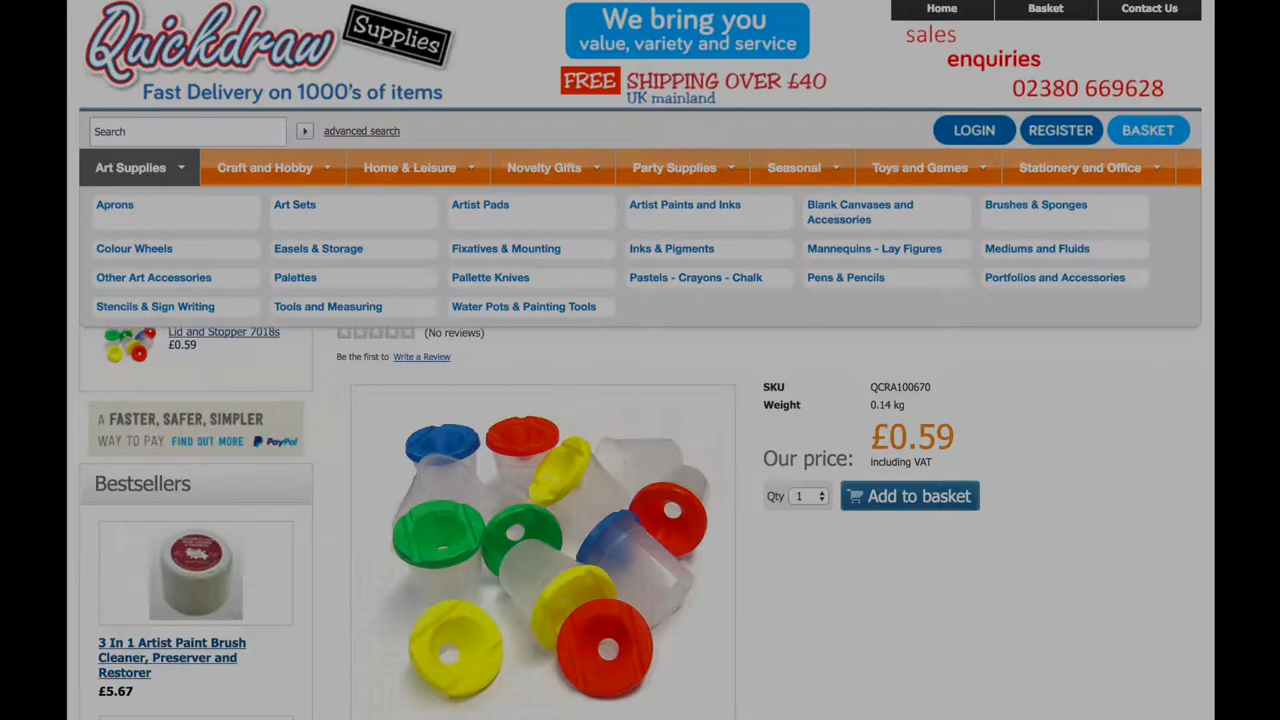 Quickdraw
Supplies
Fast Delivery on 1000's of items
We bring you
value, variety and service
FREE SHIPPING OVER £40
UK mainland
Home Basket Contact Us
sales
enquiries
02380 669628
Search advanced search LOGIN REGISTER BASKET
Art Supplies Craft and Hobby Home & Leisure Novelty Gifts Party Supplies Seasonal Toys and Games Stationery and Office
Aprons Art Sets Artist Pads Artist Paints and Inks Blank Canvases and Brushes & Sponges
Accessories
Colour Wheels Easels & Storage Fixatives & Mounting Inks & Pigments Mannequins - Lay Figures Mediums and Fluids
Other Art Accessories Palettes Pallette Knives Pastels - Crayons - Chalk Pens & Pencils Portfolios and Accessories
Stencils & Sign Writing Tools and Measuring Water Pots & Painting Tools
Lid and Stopper 7018s
£0.59
(No reviews)
Be the first to Write a Review
A FASTER, SAFER, SIMPLER
WAY TO PAY FIND OUT MORE PayPal
Bestsellers
3 In 1 Artist Paint Brush
Cleaner, Preserver and
Restorer
£5.67
SKU QCRA100670
Weight 0.14 kg
Our price: £0.59
including VAT
Qty 1 Add to basket